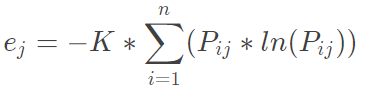 e_j = -K * \sum_{i=1}^{n} (P_{ij} * ln(P_{ij}))